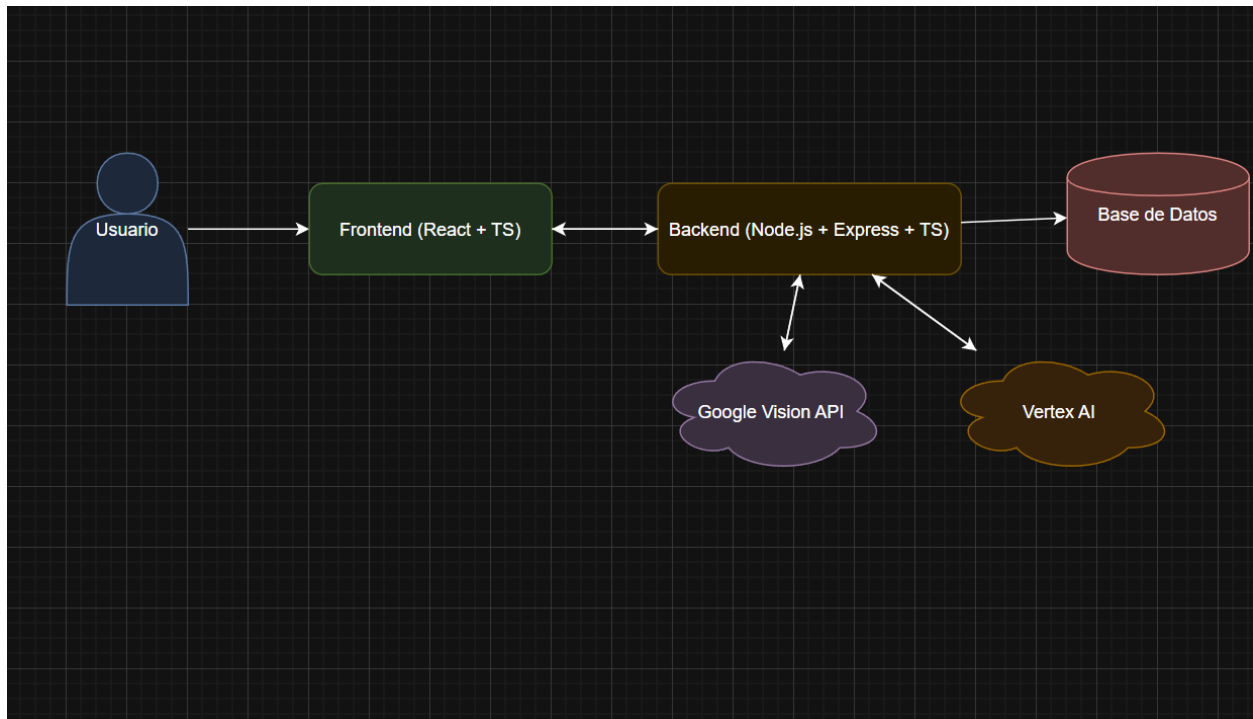 Usuario
Frontend (React + TS)
Backend (Node.js + Express + TS)
Base de Datos
Google Vision API
Vertex AI